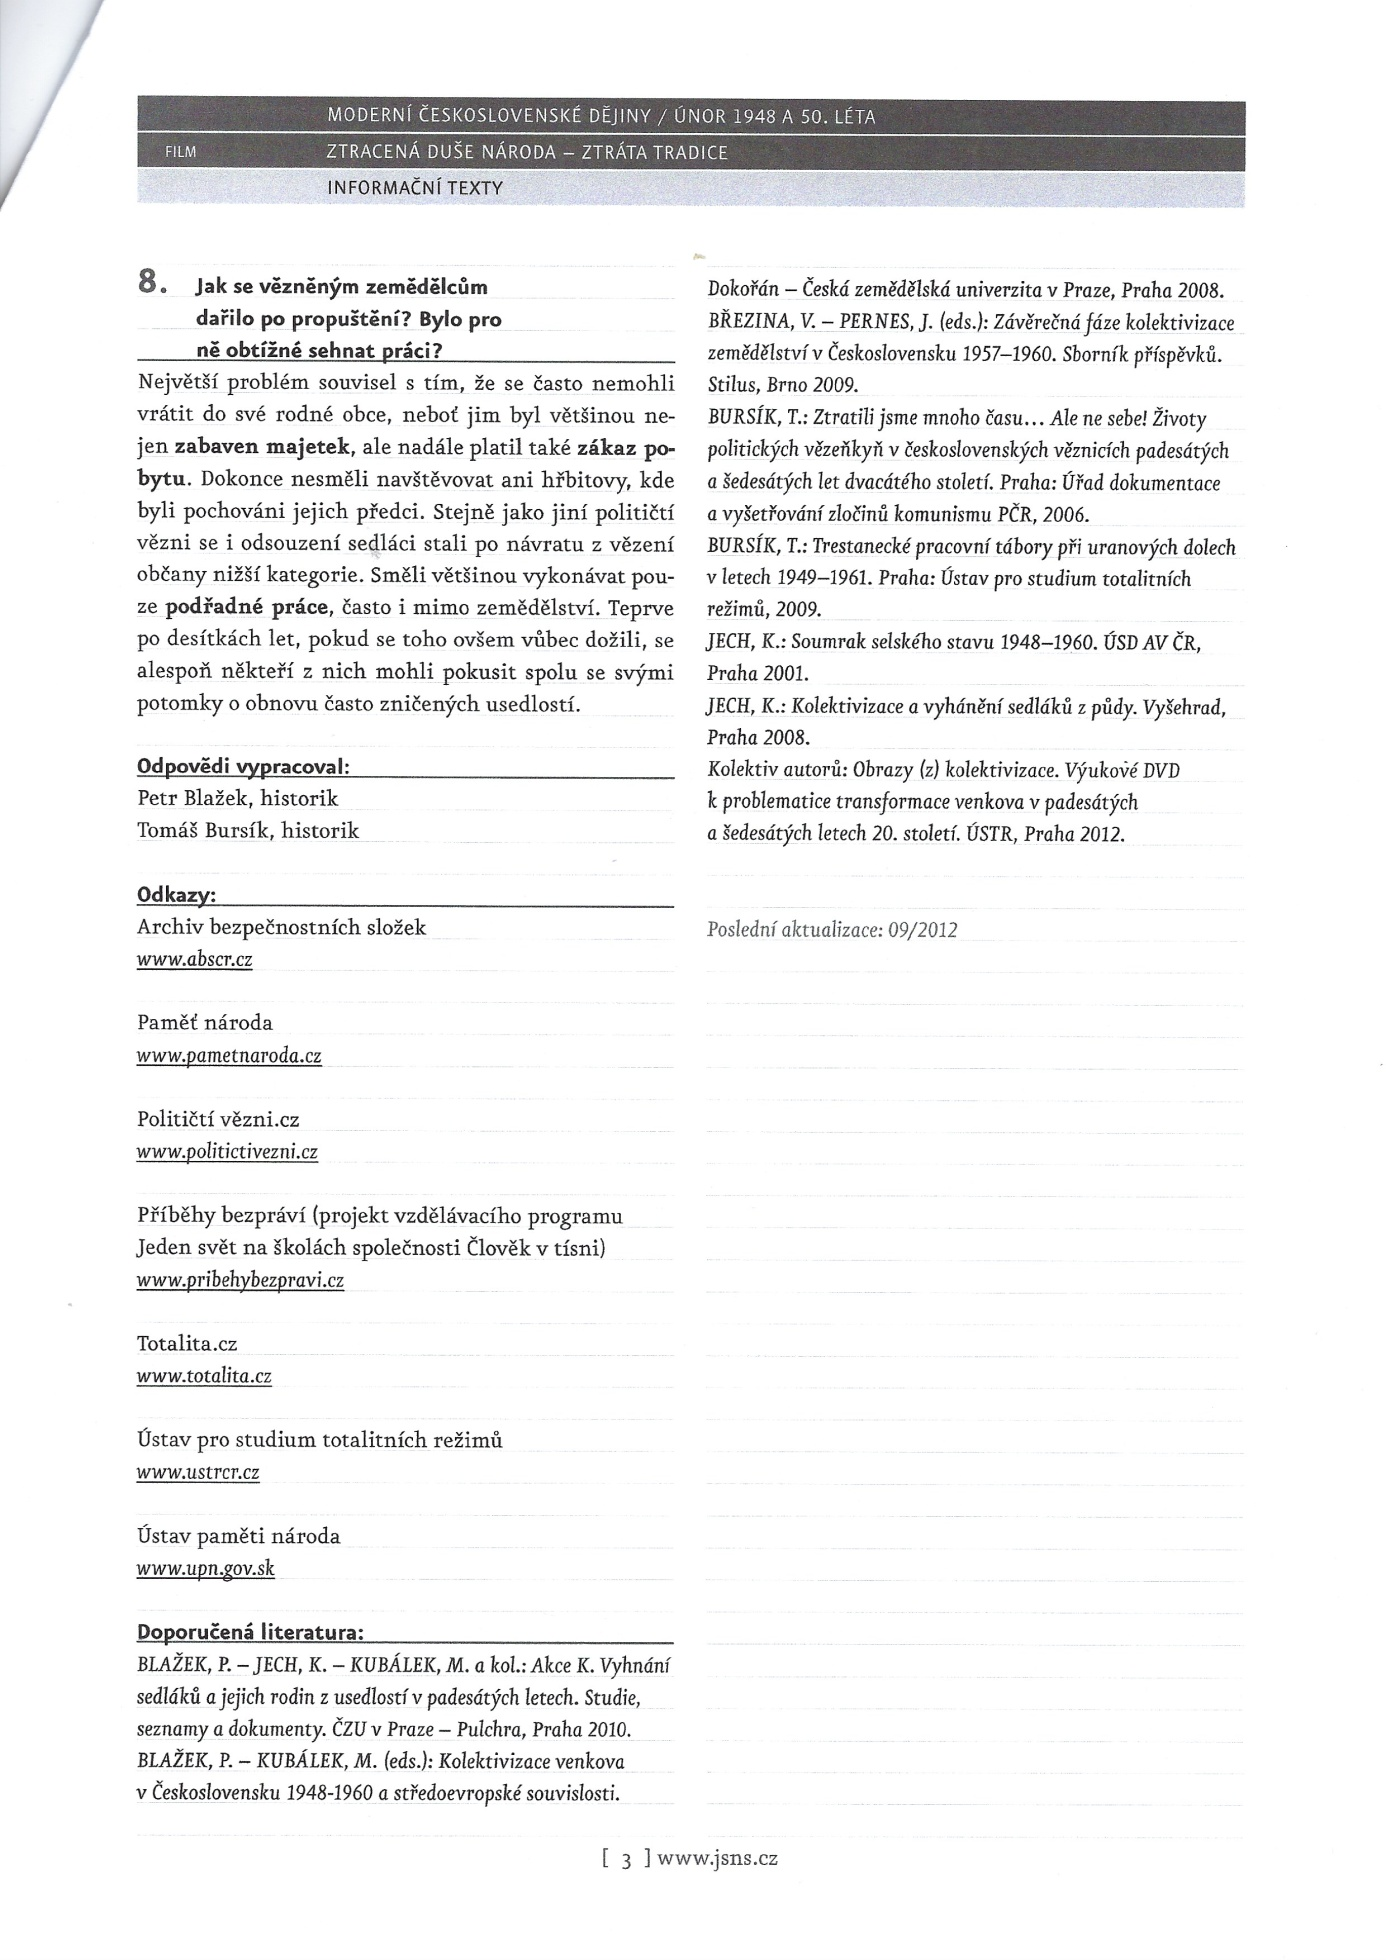 MODERNÍ ČESKOSLOVENSKÉ DĚJINY / ÚNOR 1948 A 50. LÉTA
FILM ZTRACENÁ DUŠE NÁRODA – ZTRÁTA TRADICE
INFORMAČNÍ TEXTY
8. Jak se vězněným zemědělcům
dařilo po propuštění? Bylo pro
ně obtížné sehnat práci?
Největší problém souvisel s tím, že se často nemohli
vrátit do své rodné obce, neboť jim byl většinou ne-
jen zabaven majetek, ale nadále platil také zákaz po-
bytu. Dokonce nesměli navštěvovat ani hřbitovy, kde
byli pochováni jejich předci. Stejně jako jiní političtí
vězni se i odsouzení sedláci stali po návratu z vězení
občany nižší kategorie. Směli většinou vykonávat pou-
ze podřadné práce, často i mimo zemědělství. Teprve
po desítkách let, pokud se toho ovšem vůbec dožili, se
alespoň někteří z nich mohli pokusit spolu se svými
potomky o obnovu často zničených usedlostí.
Odpovědi vypracoval:
Petr Blažek, historik
Tomáš Bursík, historik
Odkazy:
Archiv bezpečnostních složek
www.abscr.cz
Paměť národa
www.pametnaroda.cz
Političtí vězni.cz
www.politictivezni.cz
Příběhy bezpráví (projekt vzdělávacího programu
Jeden svět na školách společnosti Člověk v tísni)
www.pribehybezpravi.cz
Totalita.cz
www.totalita.cz
Ústav pro studium totalitních režimů
www.ustrcr.cz
Ústav paměti národa
www.upn.gov.sk
Doporučená literatura:
BLAŽEK, P. – JECH, K. – KUBÁLEK, M. a kol.: Akce K. Vyhnání
sedláků a jejich rodin z usedlostí v padesátých letech. Studie,
seznamy a dokumenty. ČZU v Praze – Pulchra, Praha 2010.
BLAŽEK, P. – KUBÁLEK, M. (eds.): Kolektivizace venkova
v Československu 1948-1960 a středoevropské souvislosti.
Dokořán – Česká zemědělská univerzita v Praze, Praha 2008.
BŘEZINA, V. – PERNES, J. (eds.): Závěrečná fáze kolektivizace
zemědělství v Československu 1957–1960. Sborník příspěvků.
Stilus, Brno 2009.
BURSÍK, T.: Ztratili jsme mnoho času… Ale ne sebe! Životy
politických vězeňkyň v československých věznicích padesátých
a šedesátých let dvacátého století. Praha: Úřad dokumentace
a vyšetřování zločinů komunismu PČR, 2006.
BURSÍK, T.: Trestanecké pracovní tábory při uranových dolech
v letech 1949–1961. Praha: Ústav pro studium totalitních
režimů, 2009.
JECH, K.: Soumrak selského stavu 1948–1960. ÚSD AV ČR,
Praha 2001.
JECH, K.: Kolektivizace a vyhánění sedláků z půdy. Vyšehrad,
Praha 2008.
Kolektiv autorů: Obrazy (z) kolektivizace. Výukové DVD
k problematice transformace venkova v padesátých
a šedesátých letech 20. století. ÚSTR, Praha 2012.
Poslední aktualizace: 09/2012
[ 3 ] www.jsns.cz